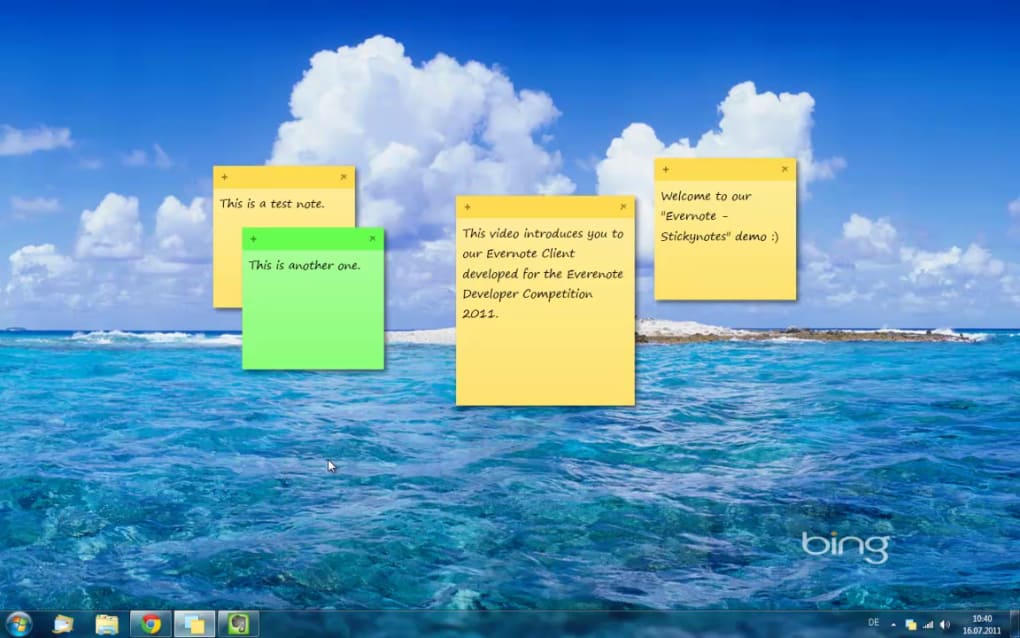 This is a test note.
This is another one.
This video introduces you to
our Evernote Client
developed for the Everenote
Developer Competition
2011.
Welcome to our
"Evernote -
Stickynotes" demo :)
bing
DE
10:40
16.07.2011